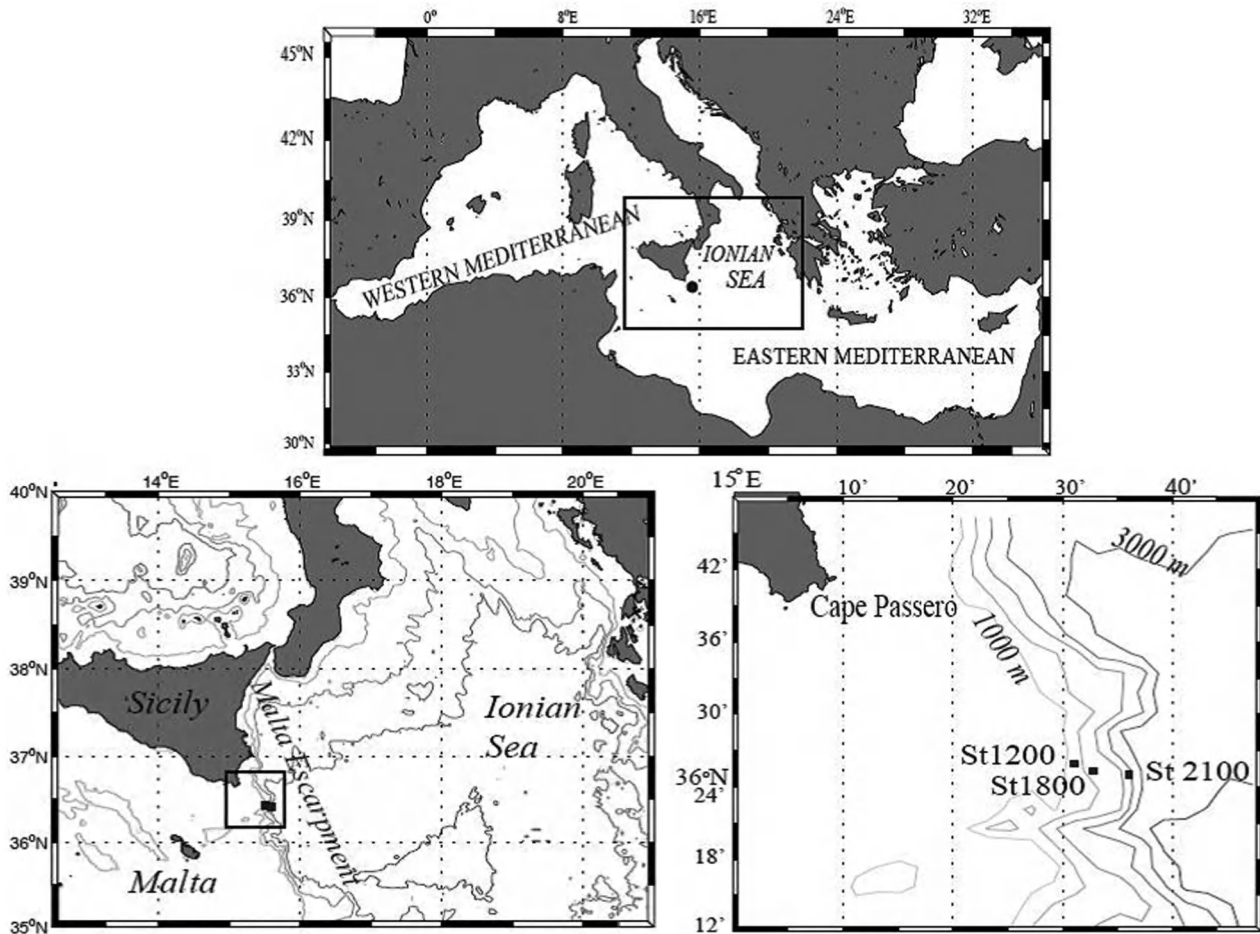 0° 8°E 16°E 24°E 32°E
45°N
42°N
39°N
36°N
33°N
30°N
WESTERN MEDITERRANEAN
IONIAN
SEA
EASTERN MEDITERRANEAN
14°E 16°E 18°E 20°E
40°N
39°N
38°N
37°N
36°N
35°N
Sicily
Malta Escarpment
Ionian
Sea
Malta
15°E 10' 20' 30' 40'
42'
36'
30'
36°N
24'
18'
12'
3000 m
Cape Passero
1000 m
St1200
St1800
St 2100